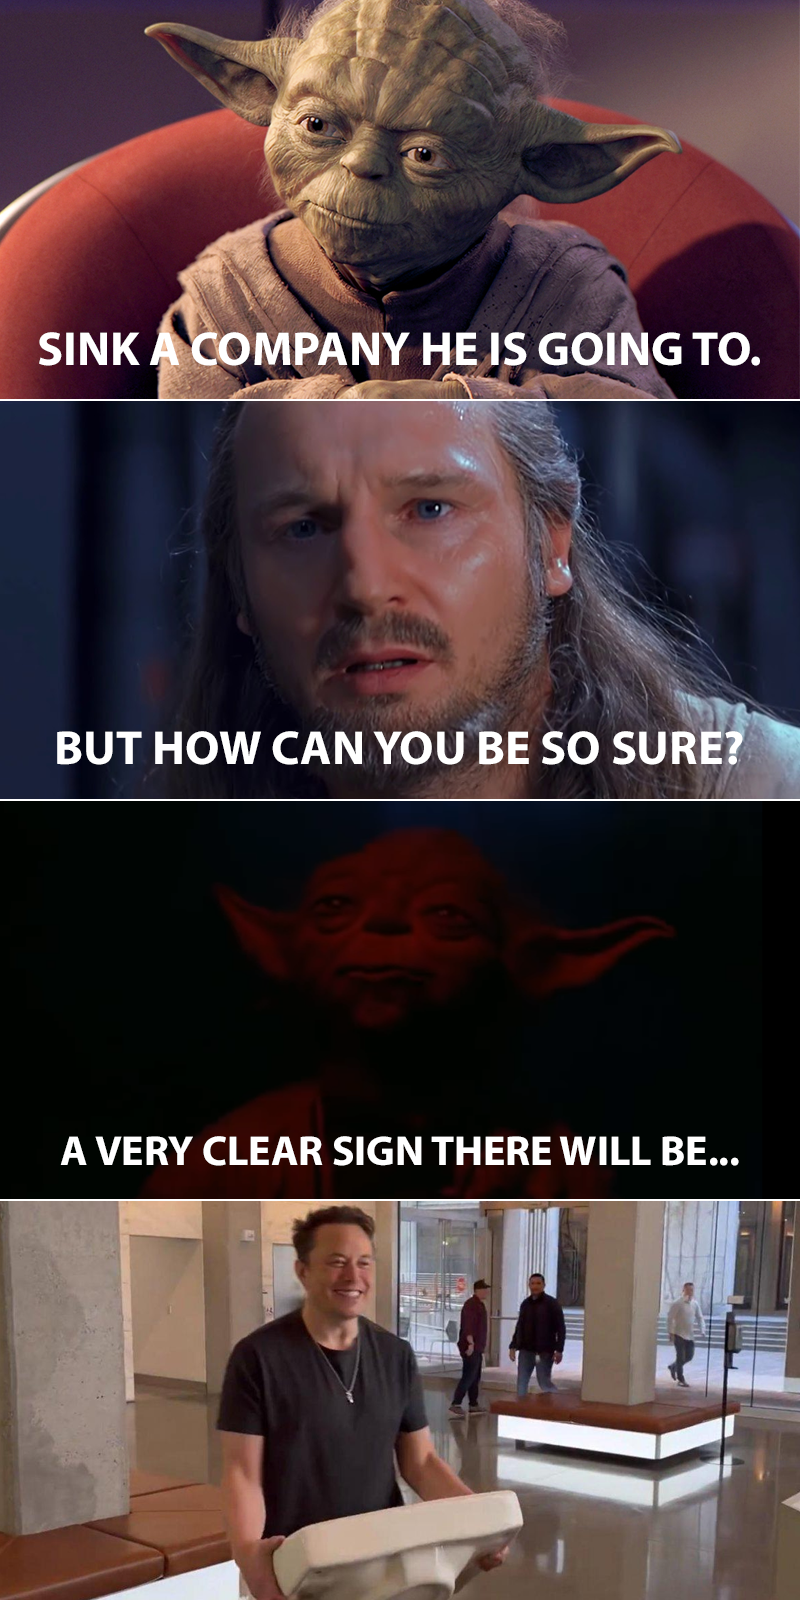 SINK A COMPANY HE IS GOING TO.
BUT HOW CAN YOU BE SO SURE?
A VERY CLEAR SIGN THERE WILL BE...